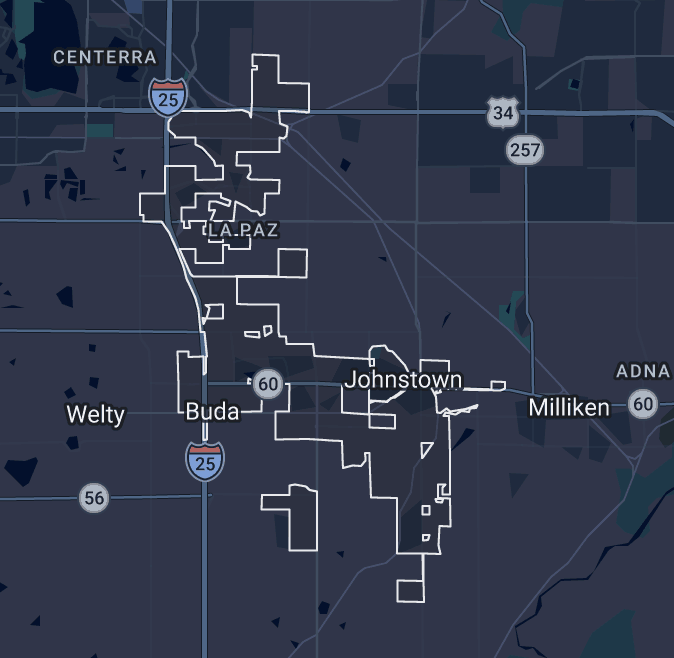 CENTERRA
25
34
257
LA PAZ
ADNA
60
Johnstown
60
Welty
Buda
Milliken
25
56